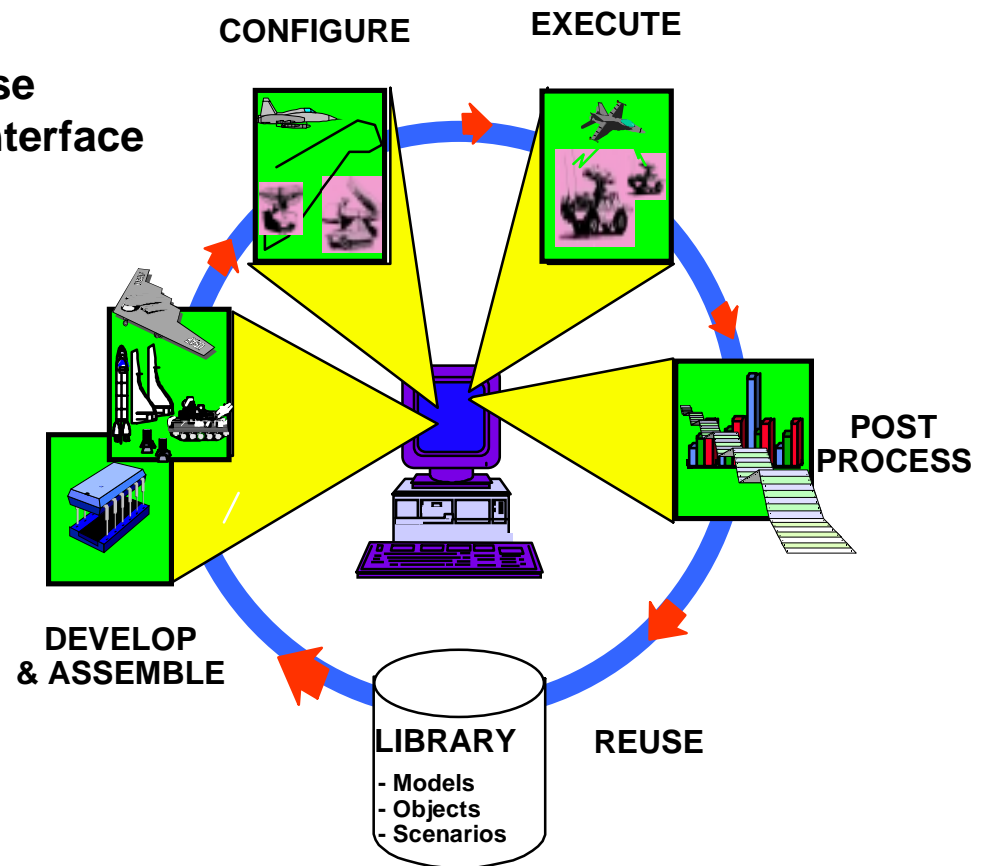 CONFIGURE
EXECUTE
se
nterface
POST
PROCESS
DEVELOP
& ASSEMBLE
LIBRARY
- Models
- Objects
- Scenarios
REUSE